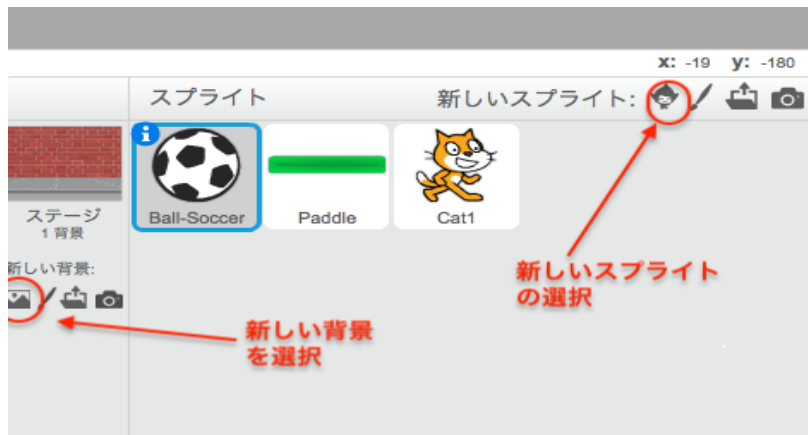 x: -19 y: -180
スプライト 新しいスプライト:
Ball-Soccer Paddle Cat1
ステージ
1 背景
新しい背景:
新しいスプライト
の選択
新しい背景
を選択